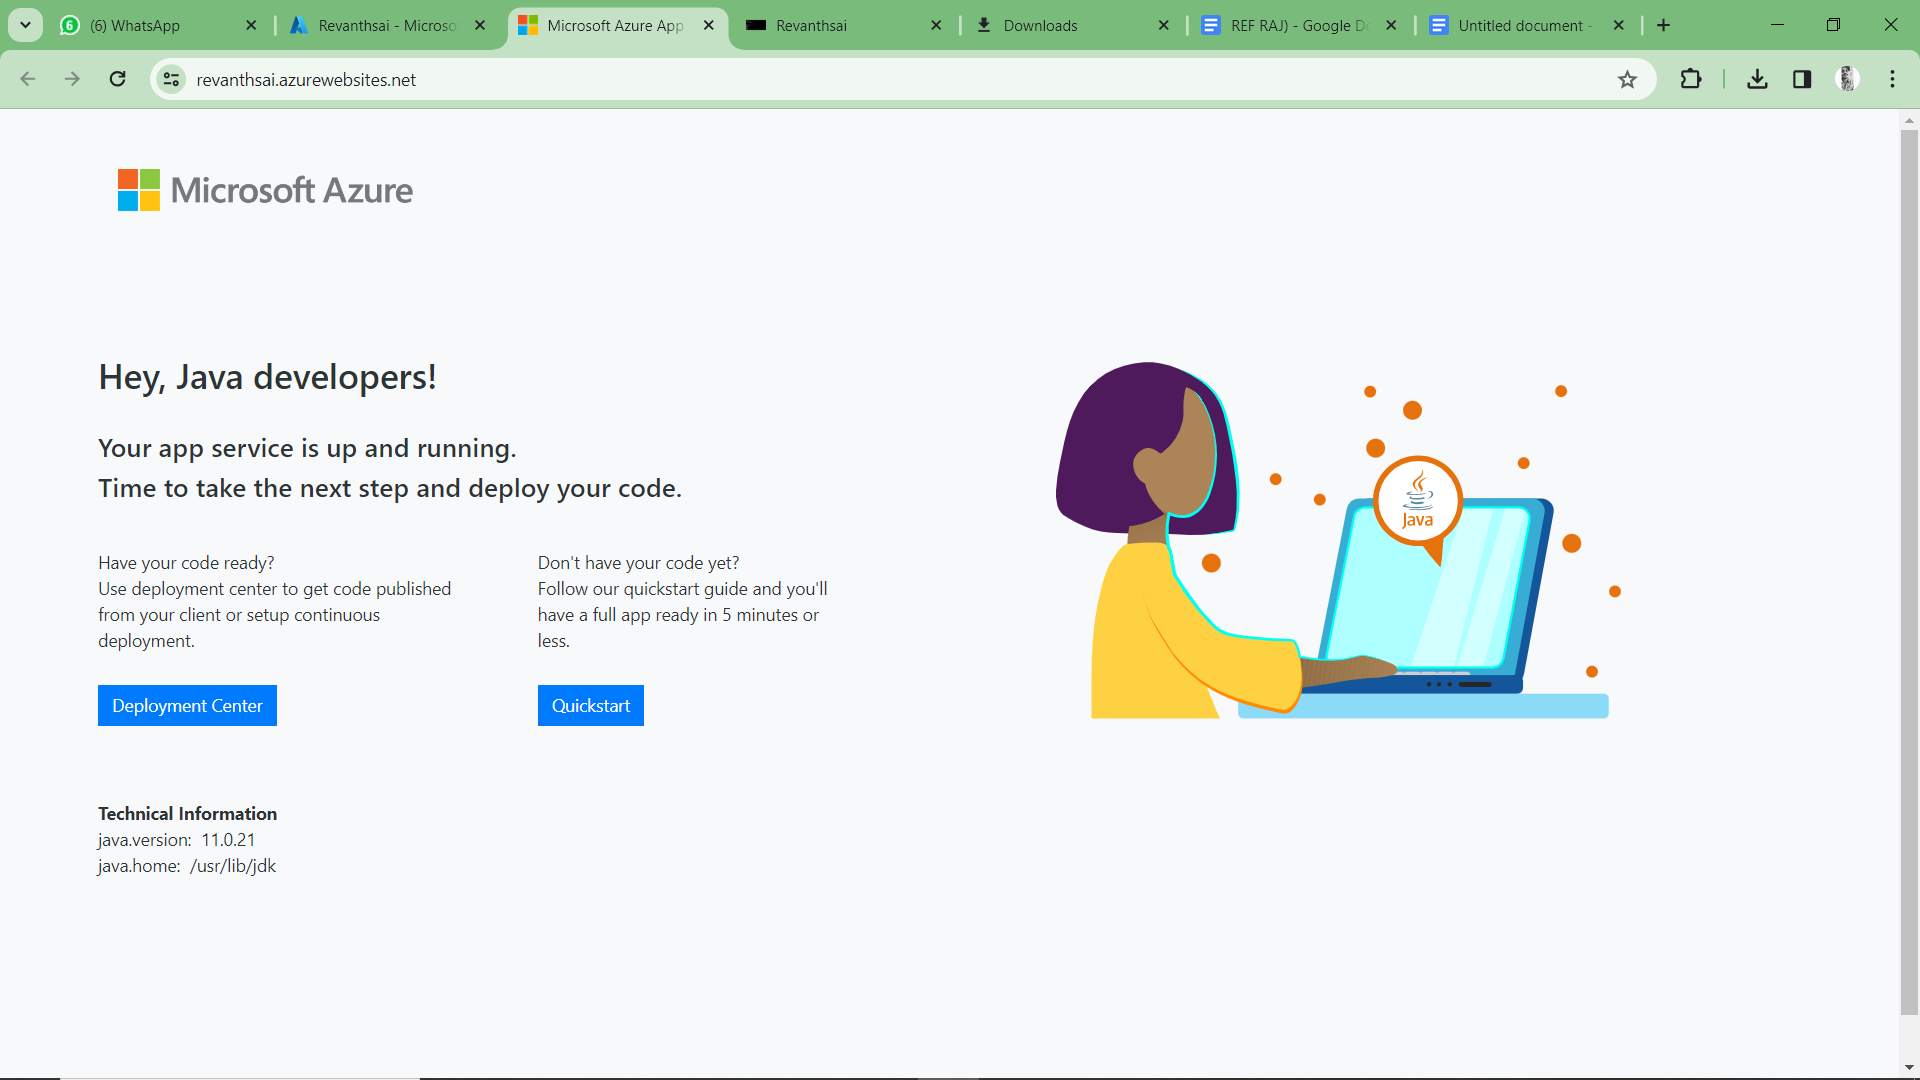 6
(6) WhatsApp
Revanthsai - Microso
Microsoft Azure App
Revanthsai
Downloads
REF RAJ) - Google Do
Untitled document -
revanthsai.azurewebsites.net
Microsoft Azure
Hey, Java developers!
Your app service is up and running.
Time to take the next step and deploy your code.
Have your code ready?
Use deployment center to get code published
from your client or setup continuous
deployment.
Deployment Center
Don't have your code yet?
Follow our quickstart guide and you'll
have a full app ready in 5 minutes or
less.
Quickstart
Java
Technical Information
java.version: 11.0.21
java.home: /usr/lib/jdk